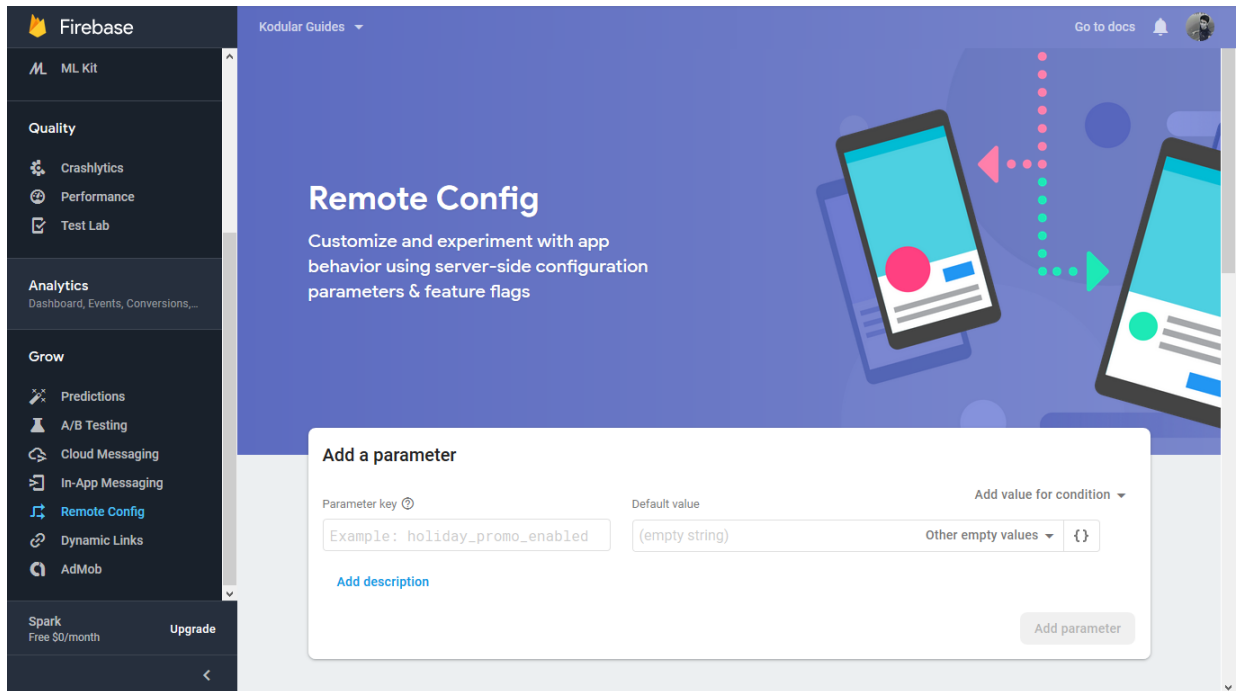 Firebase
Kodular Guides
Go to docs
ML Kit
Quality
Crashlytics
Performance
Test Lab
Analytics
Dashboard, Events, Conversions,...
Grow
Predictions
A/B Testing
Cloud Messaging
In-App Messaging
Remote Config
Dynamic Links
AdMob
Spark
Free $0/month
Upgrade
Remote Config
Customize and experiment with app
behavior using server-side configuration
parameters & feature flags
Add a parameter
Parameter key
Default value
Add value for condition
Example: holiday_promo_enabled
(empty string)
Other empty values
{}
Add description
Add parameter